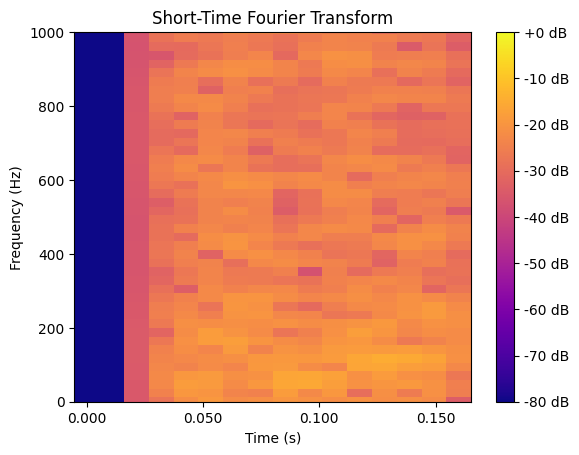 Short-Time Fourier Transform
1000
800
600
400
200
0
Frequency (Hz)
0.000
0.050
0.100
0.150
Time (s)
+0 dB
-10 dB
-20 dB
-30 dB
-40 dB
-50 dB
-60 dB
-70 dB
-80 dB